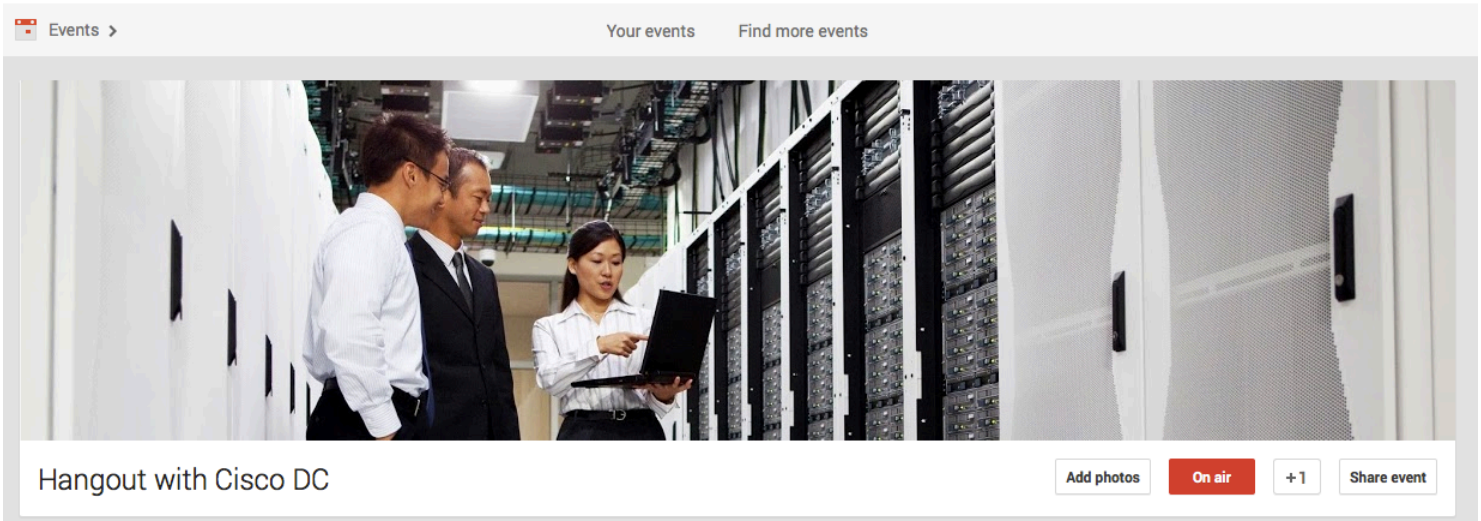 Events >
Your events Find more events
Hangout with Cisco DC
Add photos On air +1 Share event